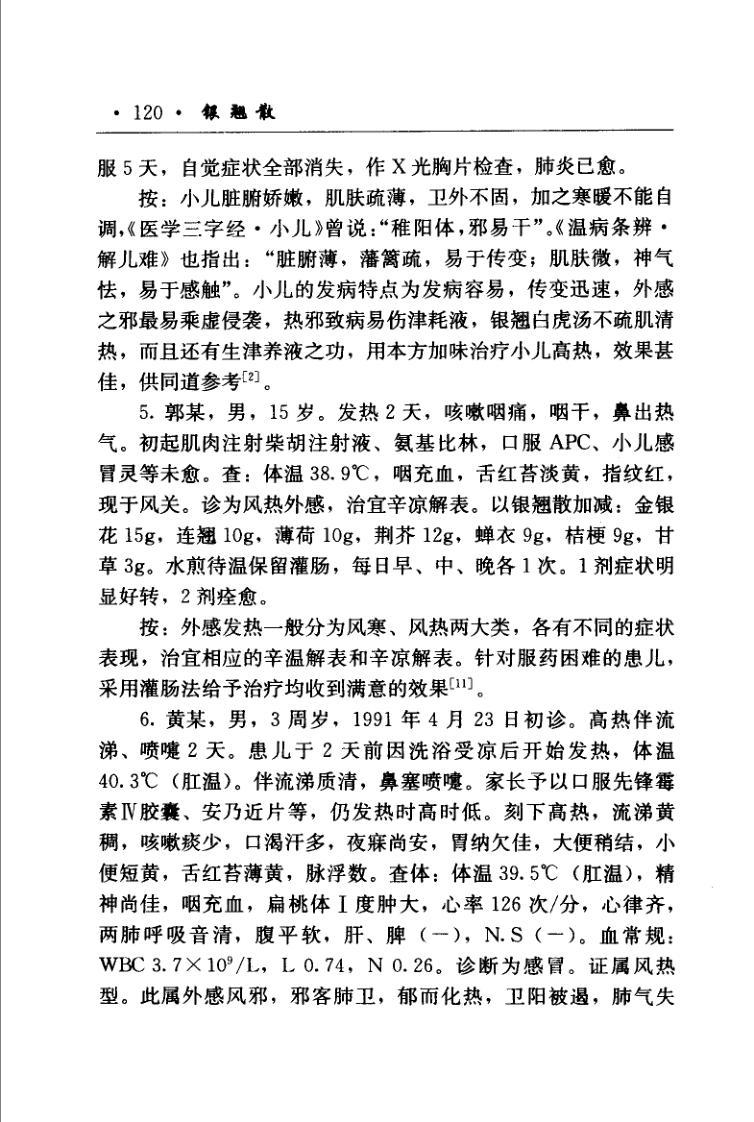 · 120 · 银翘散
服 5 天，自觉症状全部消失，作 X 光胸片检查，肺炎已愈。
按：小儿脏腑娇嫩，肌肤疏薄，卫外不固，加之寒暖不能自
调，《医学三字经·小儿》曾说：“稚阳体，邪易干”。《温病条辨·
解儿难》也指出：“脏腑薄，藩篱疏，易于传变；肌肤微，神气
怯，易于感触”。小儿的发病特点为发病容易，传变迅速，外感
之邪最易乘虚侵袭，热邪致病易伤津耗液，银翘白虎汤不疏肌清
热，而且还有生津养液之功，用本方加味治疗小儿高热，效果甚
佳，供同道参考[2]。
5. 郭某，男，15 岁。发热 2 天，咳嗽咽痛，咽干，鼻出热
气。初起肌肉注射柴胡注射液、氨基比林，口服 APC、小儿感
冒灵等未愈。查：体温 38.9℃，咽充血，舌红苔淡黄，指纹红，
现于风关。诊为风热外感，治宜辛凉解表。以银翘散加减：金银
花 15g，连翘 10g，薄荷 10g，荆芥 12g，蝉衣 9g，桔梗 9g，甘
草 3g。水煎待温保留灌肠，每日早、中、晚各 1 次。1 剂症状明
显好转，2 剂痊愈。
按：外感发热一般分为风寒、风热两大类，各有不同的症状
表现，治宜相应的辛温解表和辛凉解表。针对服药困难的患儿，
采用灌肠法给予治疗均收到满意的效果[11]。
6. 黄某，男，3 周岁，1991 年 4 月 23 日初诊。高热伴流
涕、喷嚏 2 天。患儿于 2 天前因洗浴受凉后开始发热，体温
40.3℃（肛温）。伴流涕质清，鼻塞喷嚏。家长予以口服先锋霉
素Ⅳ胶囊、安乃近片等，仍发热时高时低。刻下高热，流涕黄
稠，咳嗽痰少，口渴汗多，夜寐尚安，胃纳欠佳，大便稍结，小
便短黄，舌红苔薄黄，脉浮数。查体：体温 39.5℃（肛温），精
神尚佳，咽充血，扁桃体Ⅰ度肿大，心率 126 次/分，心律齐，
两肺呼吸音清，腹平软，肝、脾（－），N.S（－）。血常规：
WBC 3.7×10⁹/L，L 0.74，N 0.26。诊断为感冒。证属风热
型。此属外感风邪，邪客肺卫，郁而化热，卫阳被遏，肺气失